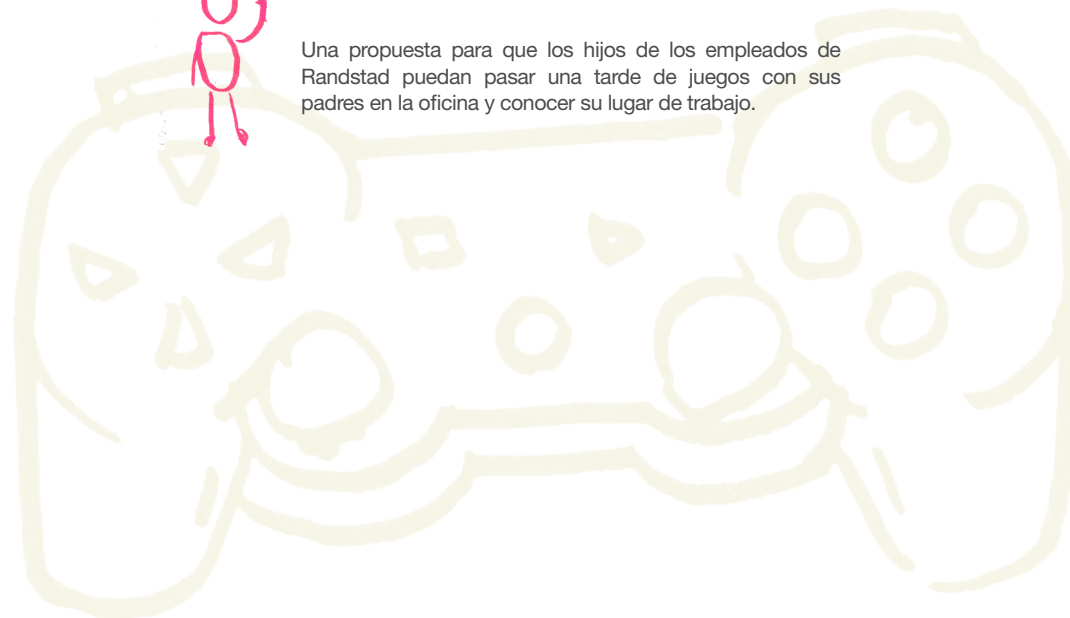 Una propuesta para que los hijos de los empleados de
Randstad puedan pasar una tarde de juegos con sus
padres en la oficina y conocer su lugar de trabajo.